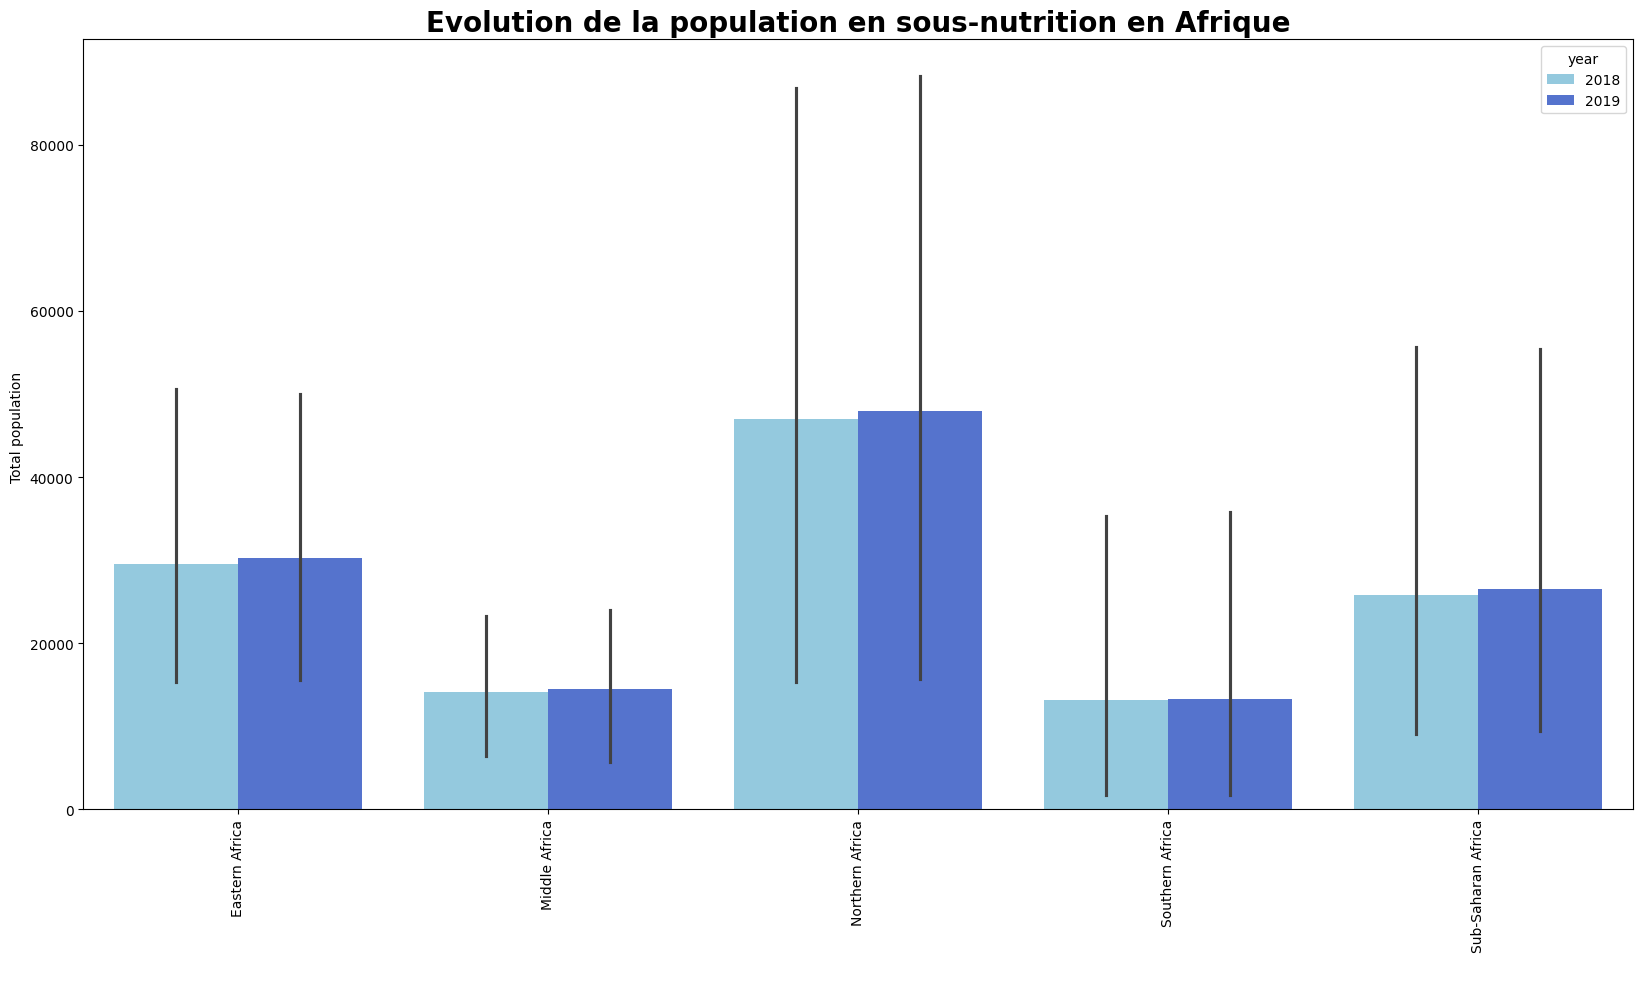 Evolution de la population en sous-nutrition en Afrique
year
2018
2019
Total population
80000
60000
40000
20000
0
Eastern Africa
Middle Africa
Northern Africa
Southern Africa
Sub-Saharan Africa